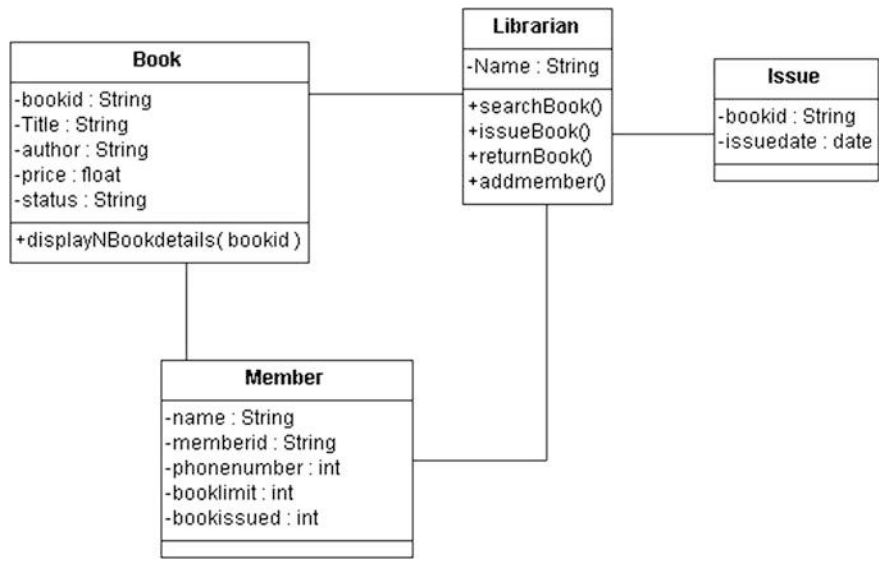 Book
-bookid : String
-Title : String
-author : String
-price : float
-status : String
+displayNBookdetails( bookid )
Librarian
-Name : String
+searchBook()
+issueBook()
+returnBook()
+addmember()
Issue
-bookid : String
-issuedate : date
Member
-name : String
-memberid : String
-phonenumber : int
-booklimit : int
-bookissued : int